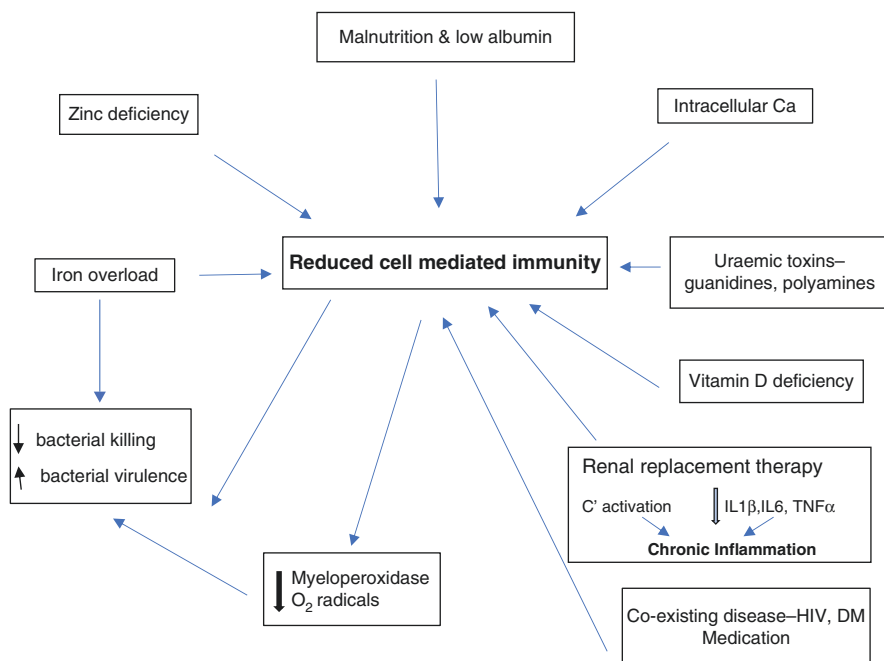 Malnutrition & low albumin
Zinc deficiency
Intracellular Ca
Reduced cell mediated immunity
Iron overload
Uraemic toxins–
guanidines, polyamines
Vitamin D deficiency
↓ bacterial killing
↑ bacterial virulence
Renal replacement therapy
C' activation ↓ IL1β,IL6, TNFα
Chronic Inflammation
↓ Myeloperoxidase
O₂ radicals
Co-existing disease–HIV, DM
Medication